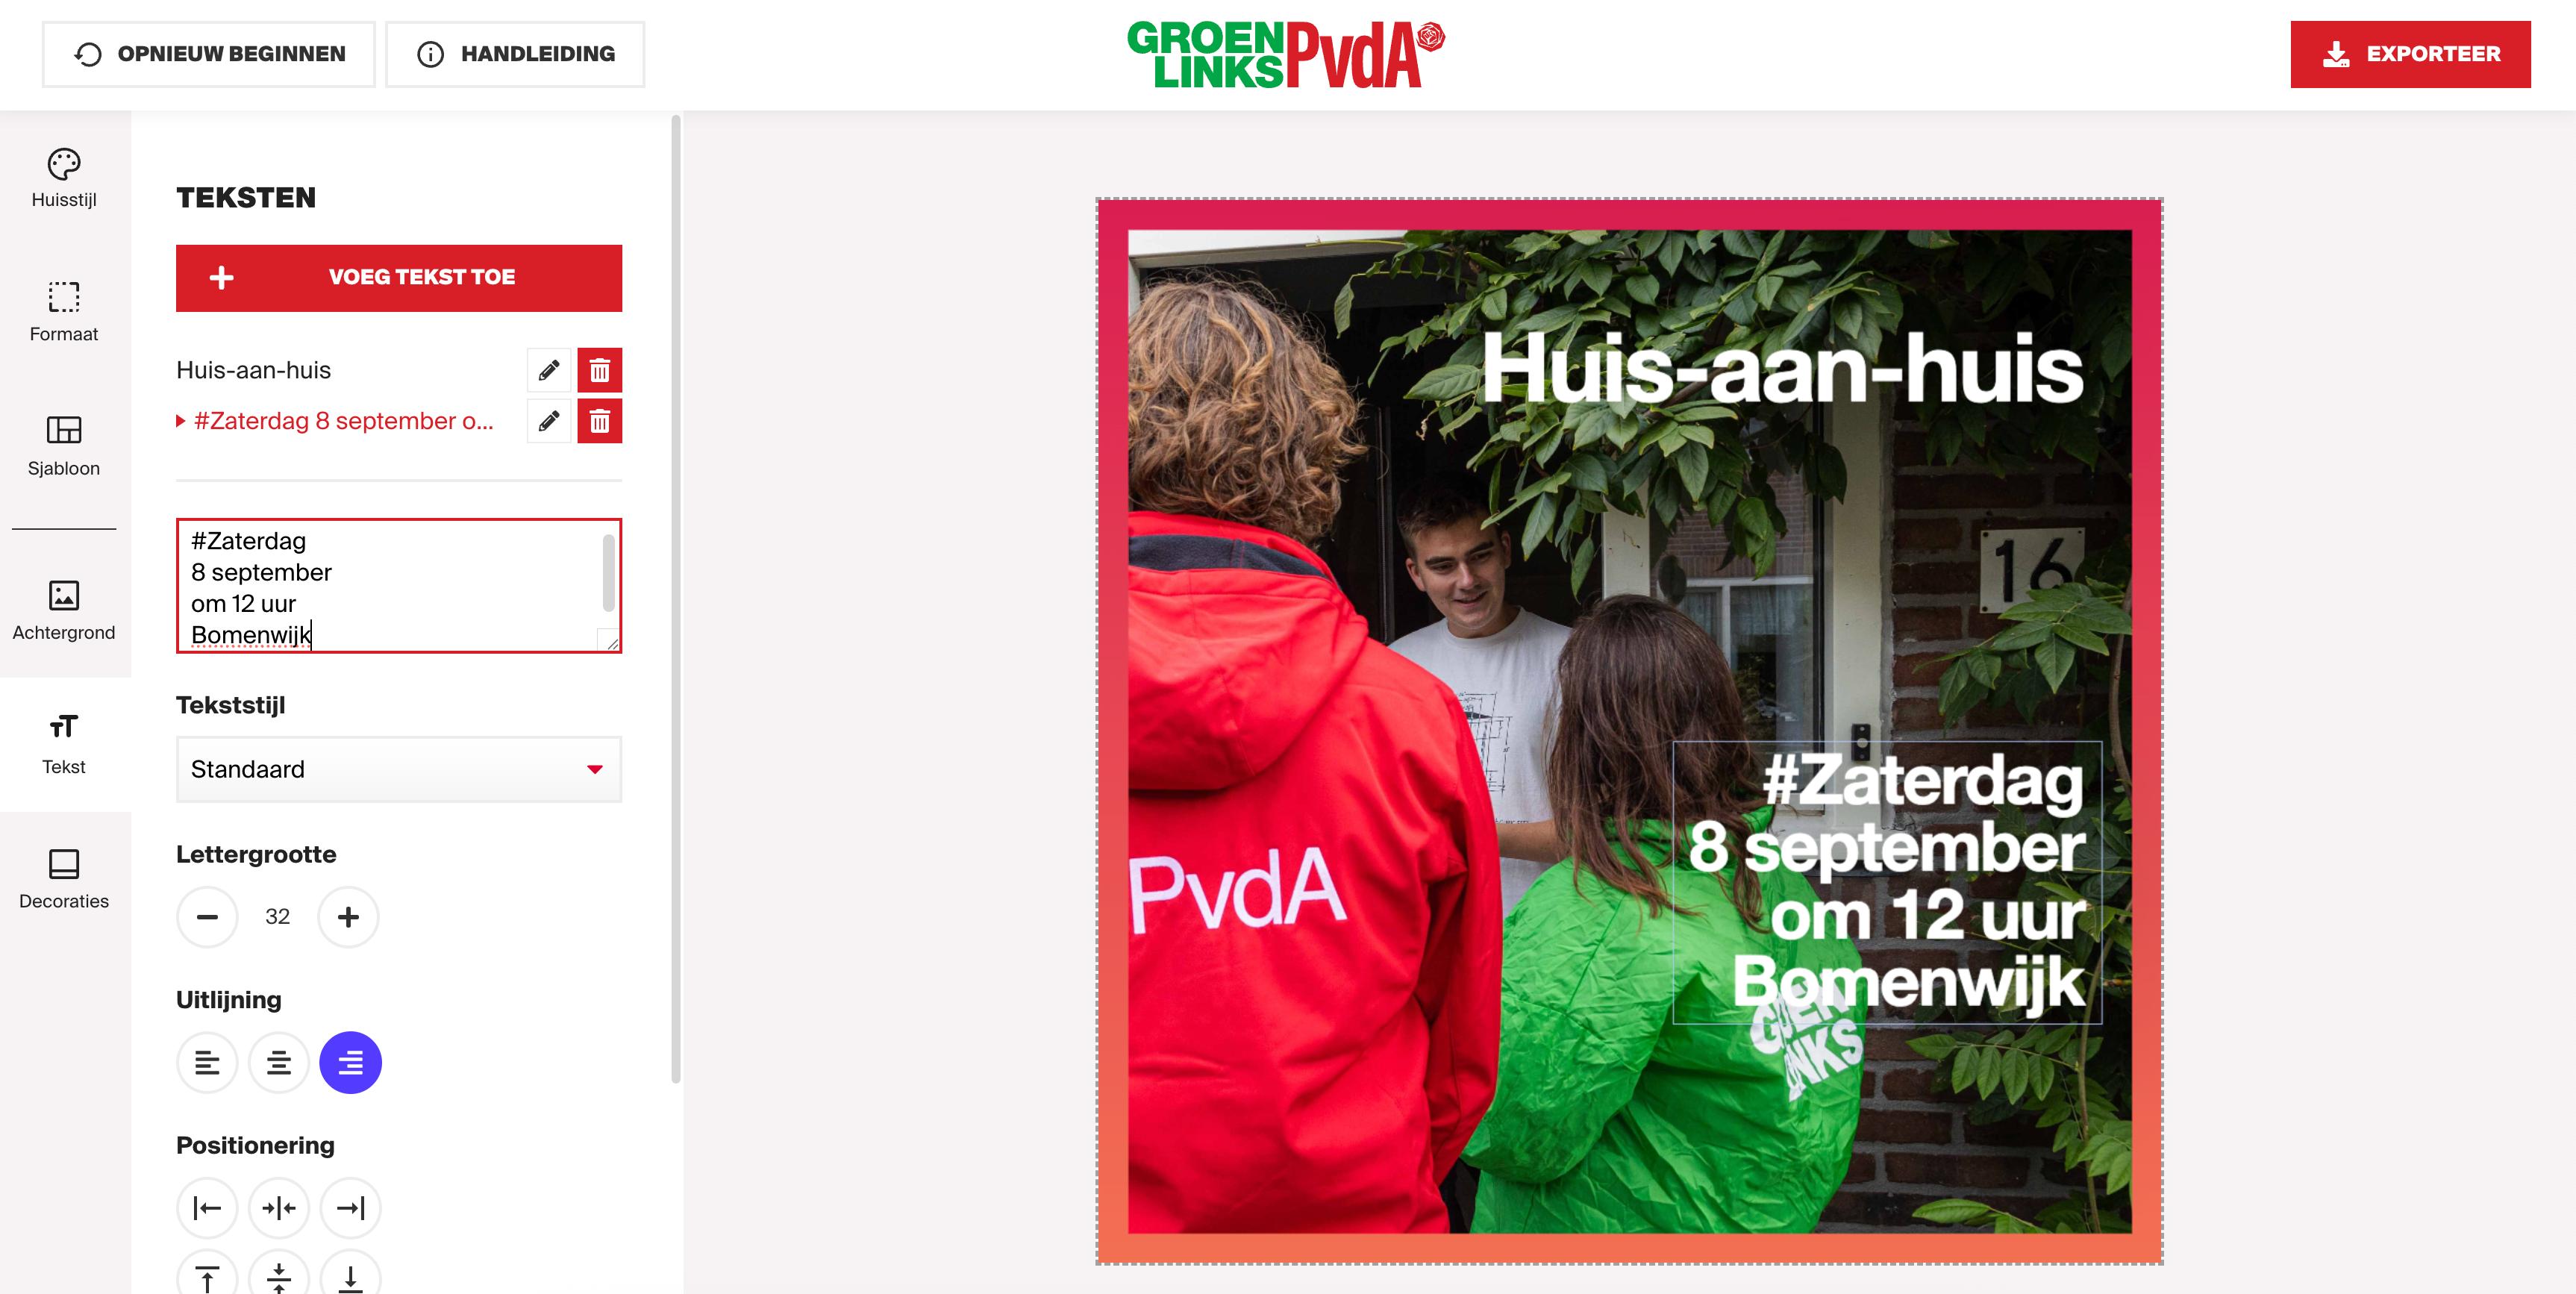 OPNIEUW BEGINNEN
HANDLEIDING
GROEN
LINKS
PvdA
EXPORTEER
Huisstijl
Formaat
Sjabloon
Achtergrond
Tekst
Decoraties
TEKSTEN
VOEG TEKST TOE
Huis-aan-huis
#Zaterdag 8 september o...
#Zaterdag
8 september
om 12 uur
Bomenwijk
Tekststijl
Standaard
Lettergrootte
32
Uitlijning
Positionering
Huis-aan-huis
16
PvdA
#Zaterdag
8 september
om 12 uur
Bomenwijk